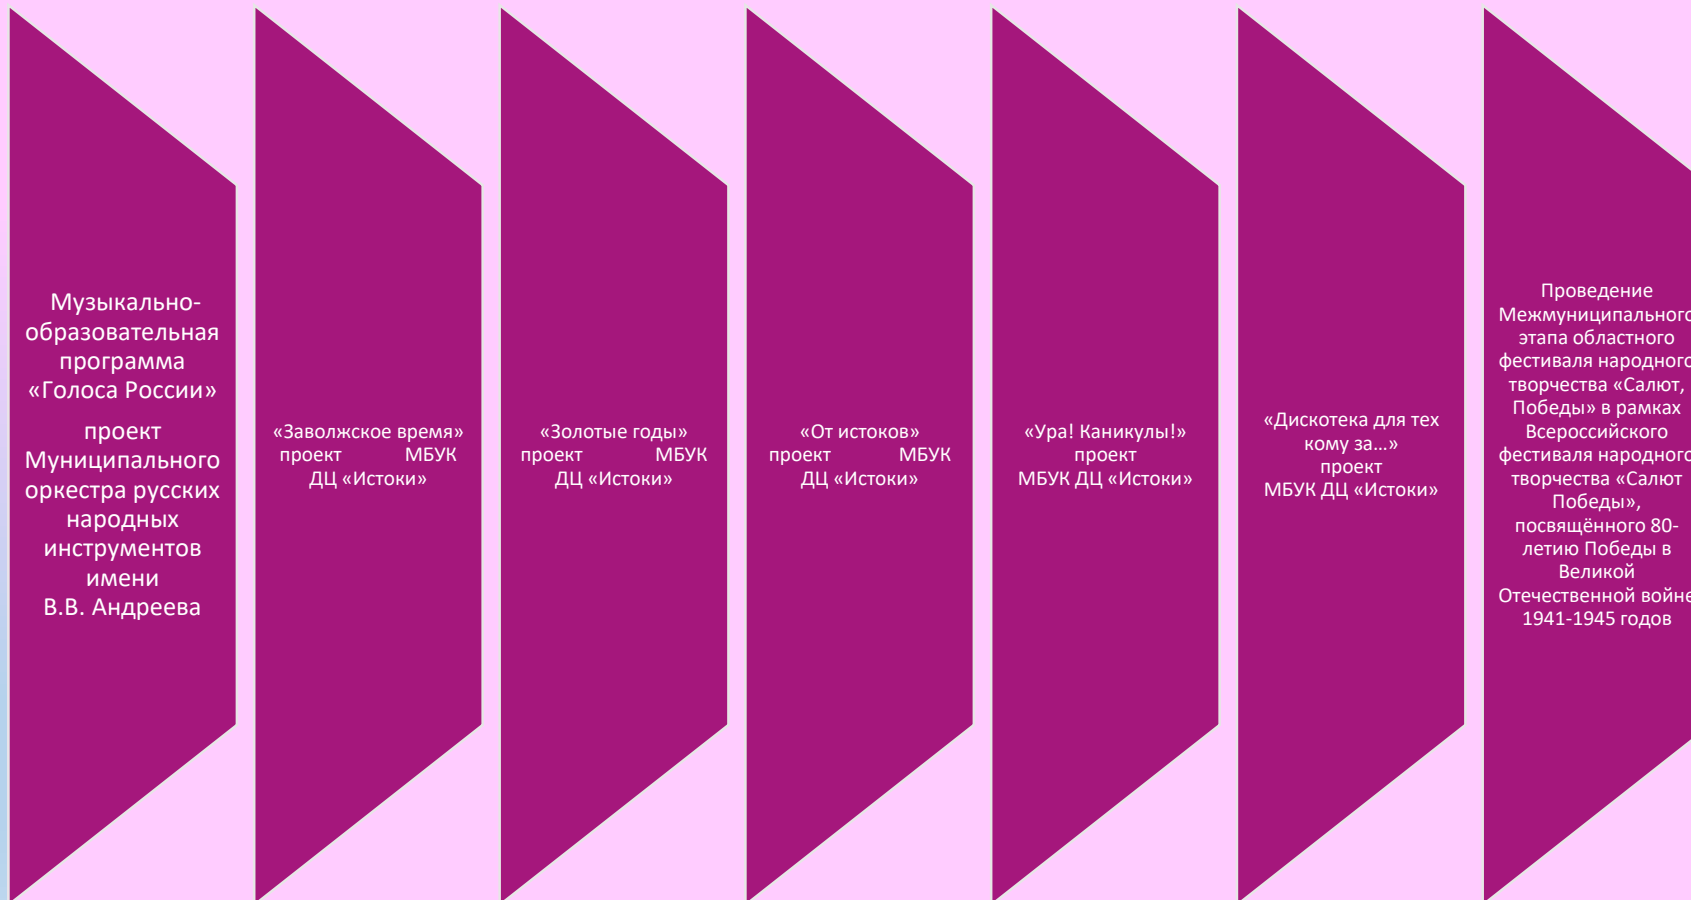 Музыкально-
образовательная
программа
«Голоса России»
проект
Муниципального
оркестра русских
народных
инструментов
имени
В.В. Андреева
«Заволжское время»
проект МБУК
ДЦ «Истоки»
«Золотые годы»
проект МБУК
ДЦ «Истоки»
«От истоков»
проект МБУК
ДЦ «Истоки»
«Ура! Каникулы!»
проект
МБУК ДЦ «Истоки»
«Дискотека для тех
кому за...»
проект
МБУК ДЦ «Истоки»
Проведение
Межмуниципального
этапа областного
фестиваля народного
творчества «Салют,
Победы» в рамках
Всероссийского
фестиваля народного
творчества «Салют
Победы»,
посвящённого 80-
летию Победы в
Великой
Отечественной войне
1941-1945 годов